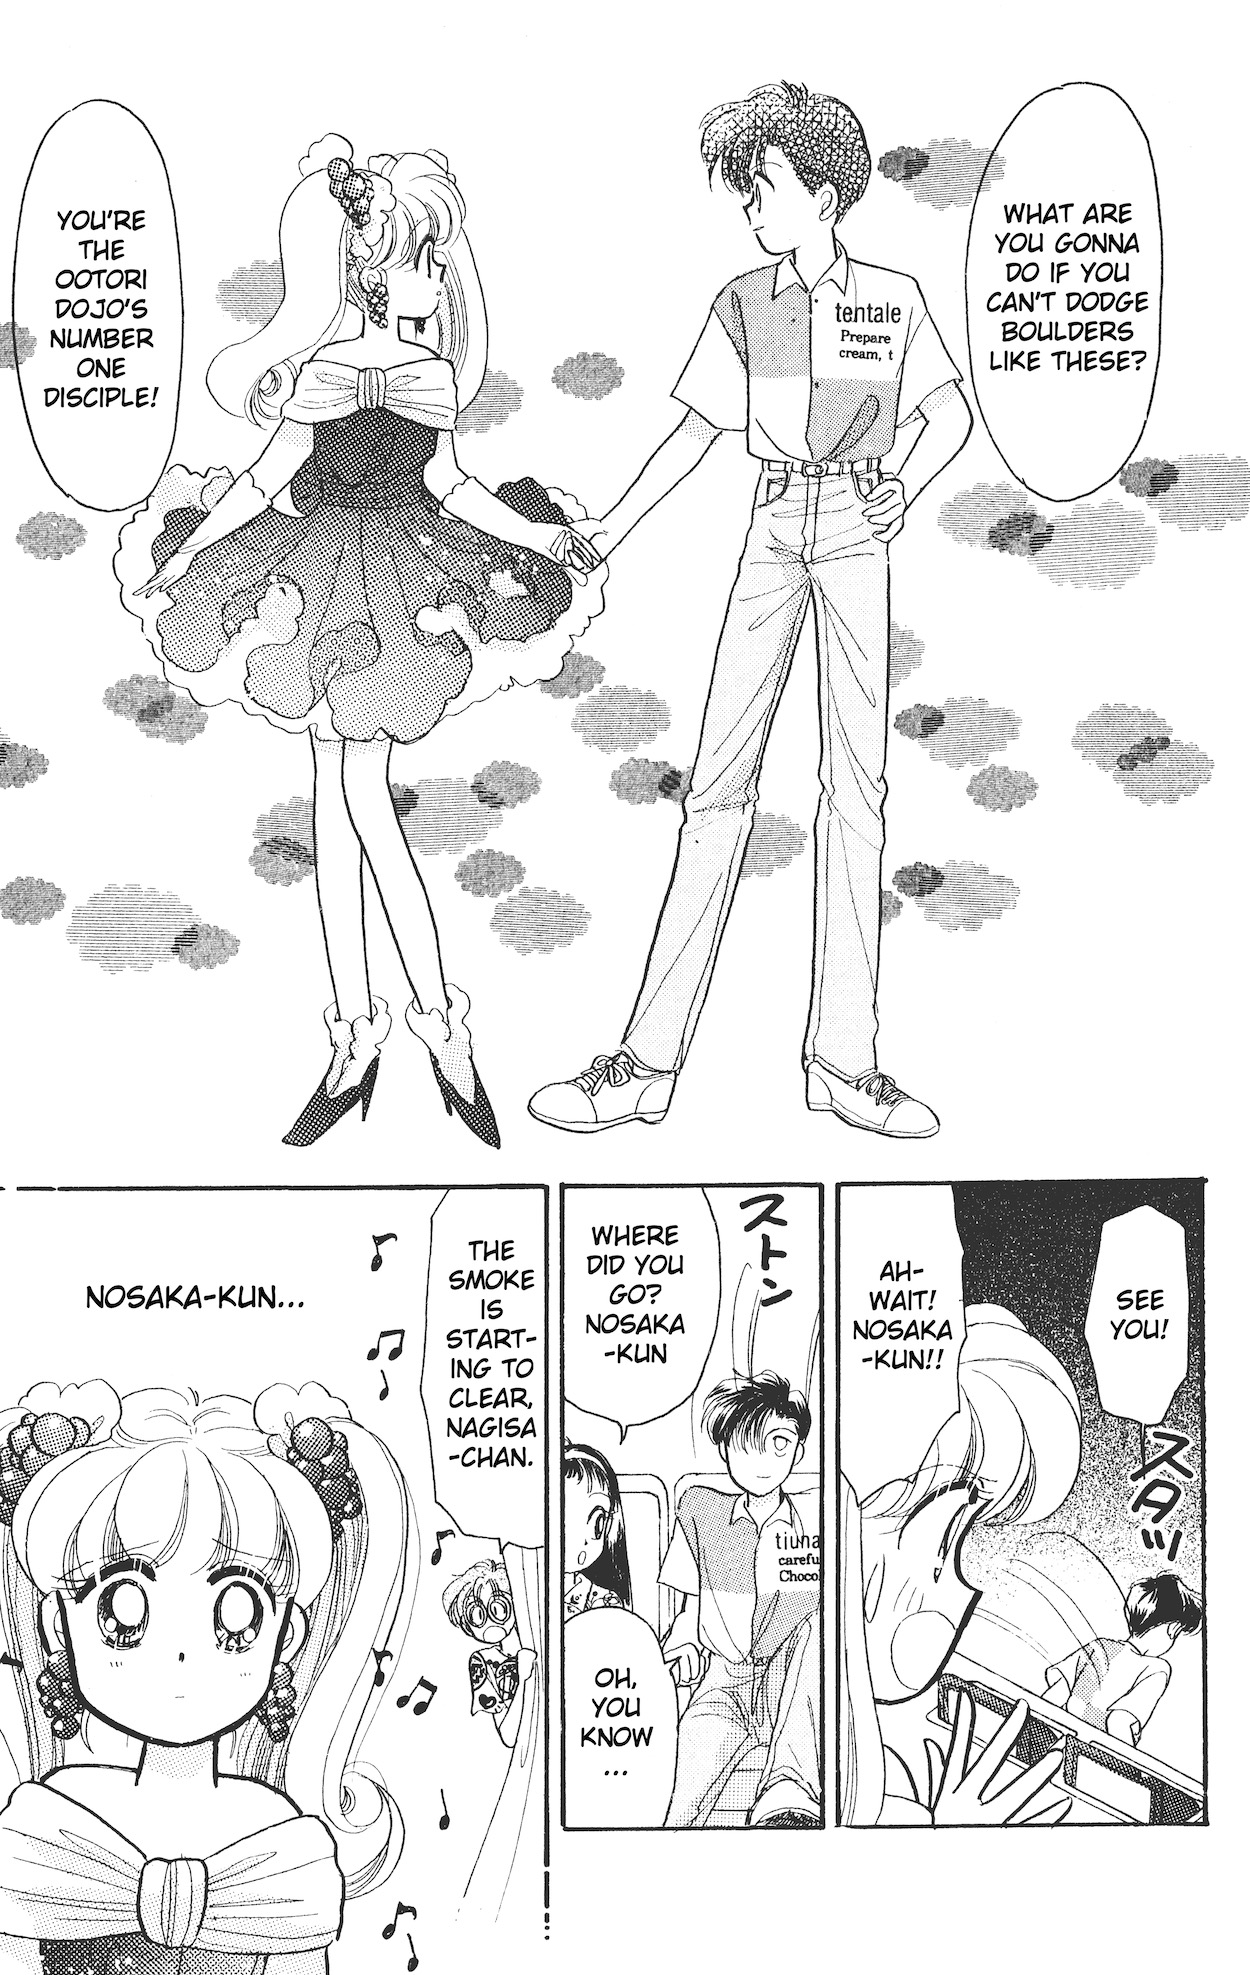 WHAT ARE
YOU GONNA
DO IF YOU
CAN'T DODGE
BOULDERS
LIKE THESE?
YOU'RE
THE
OOTORI
DOJO'S
NUMBER
ONE
DISCIPLE!
tentale
Prepare
cream, t
SEE
YOU!
スタッ
AH-
WAIT!
NOSAKA
-KUN!!
ストン
WHERE
DID YOU
GO?
NOSAKA
-KUN
tiuna
carefu
Choco
OH,
YOU
KNOW
...
THE
SMOKE
IS
START-
ING TO
CLEAR,
NAGISA
-CHAN.
NOSAKA-KUN...